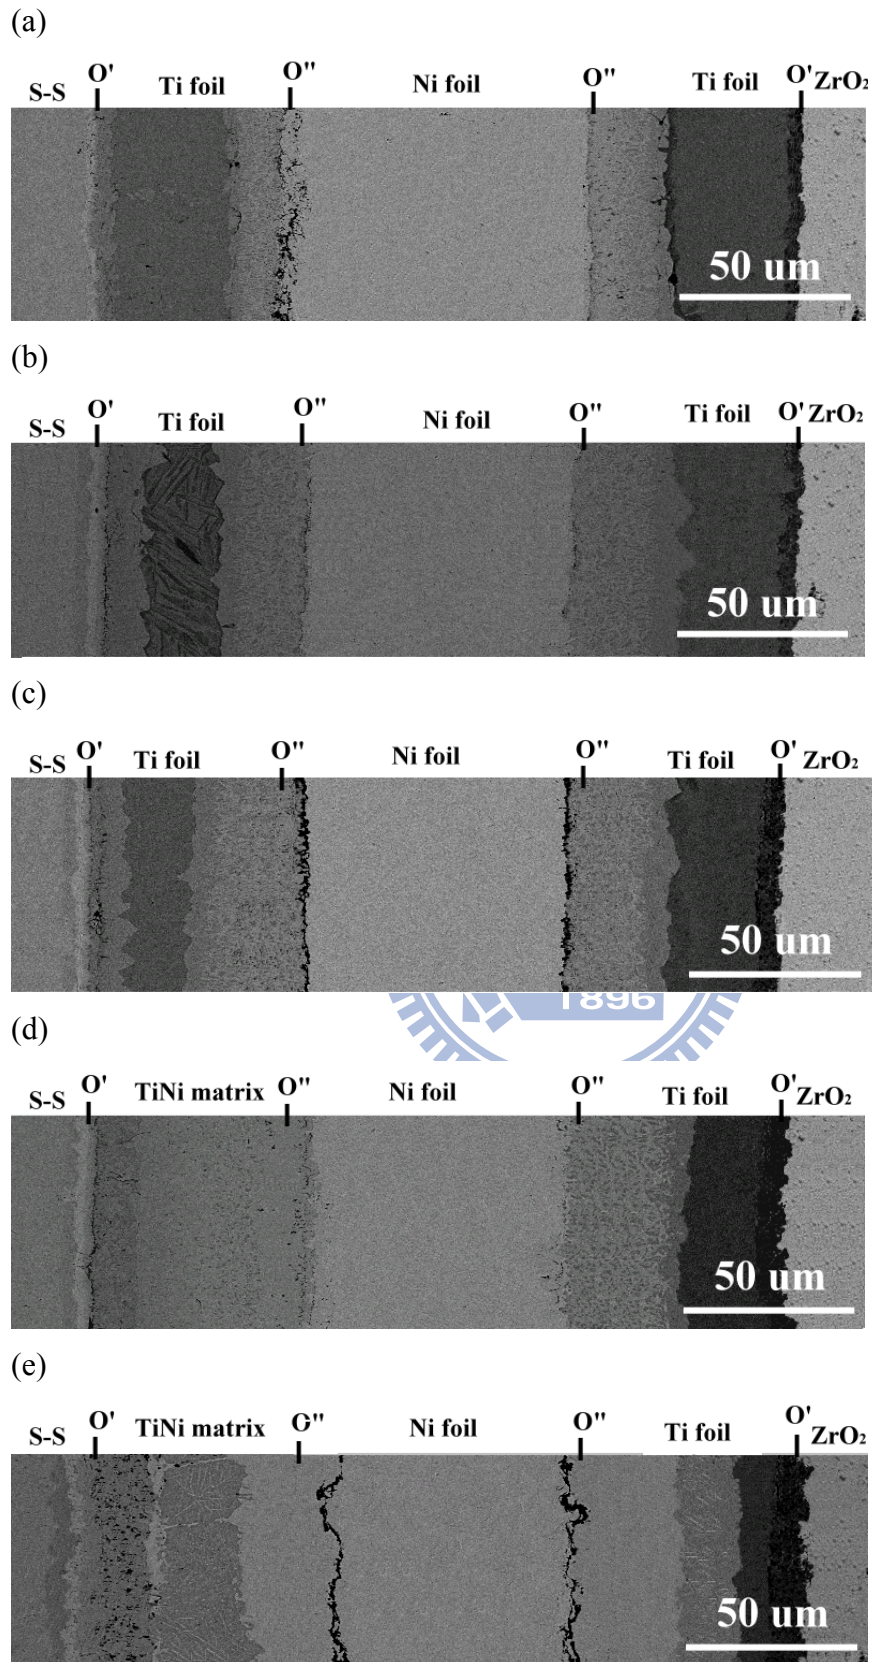 (a)
S-S O' Ti foil O" Ni foil O" Ti foil O' ZrO₂
50 um
(b)
S-S O' Ti foil O" Ni foil O" Ti foil O' ZrO₂
50 um
(c)
S-S O' Ti foil O" Ni foil O" Ti foil O' ZrO₂
50 um
1896
(d)
S-S O' TiNi matrix O" Ni foil O" Ti foil O' ZrO₂
50 um
(e)
S-S O' TiNi matrix O" Ni foil O" Ti foil O' ZrO₂
50 um